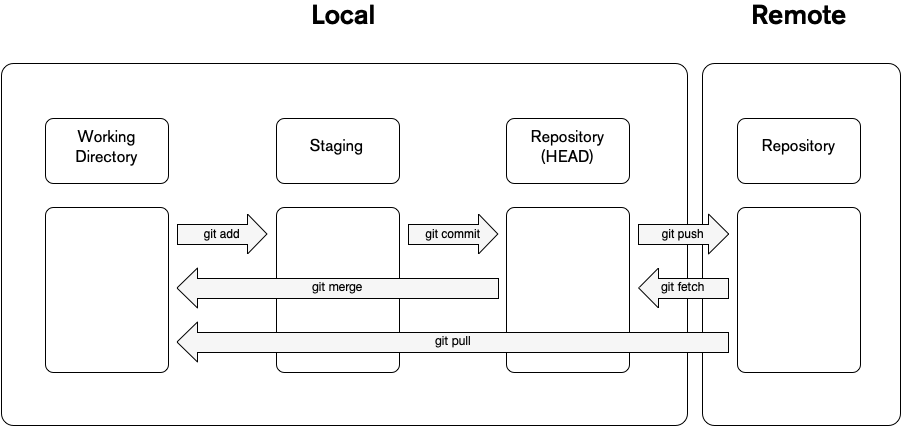 Local
Remote
Working
Directory
Staging
Repository
(HEAD)
Repository
git add
git commit
git push
git merge
git fetch
git pull